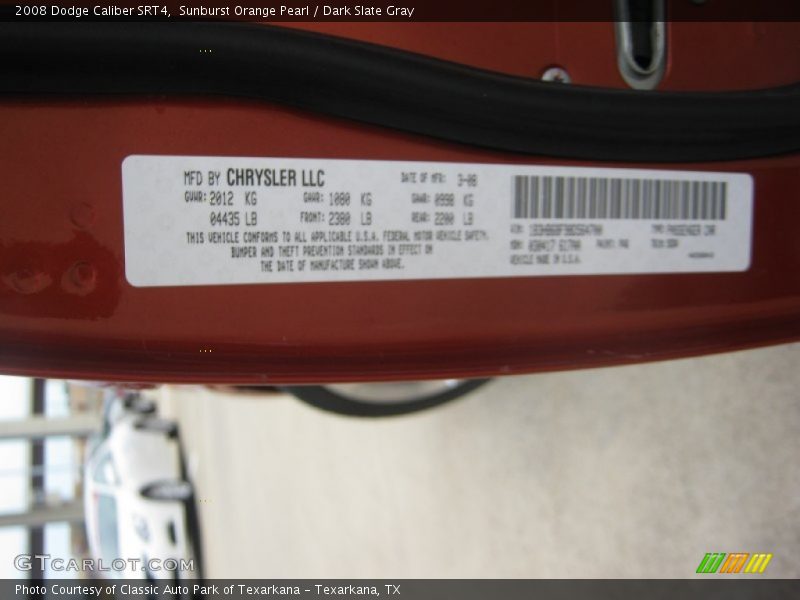 2008 Dodge Caliber SRT4,  Sunburst Orange Pearl / Dark Slate Gray
MFD BY CHRYSLER LLC
DATE OF MFR: 3-08
GVWR: 2012 KG GAWR: 1080 KG GAWR: 0998 KG
04435 LB FRONT: 2380 LB REAR: 2200 LB
THIS VEHICLE CONFORMS TO ALL APPLICABLE U.S.A. FEDERAL MOTOR VEHICLE SAFETY,
BUMPER AND THEFT PREVENTION STANDARDS IN EFFECT ON
THE DATE OF MANUFACTURE SHOWN ABOVE.
VIN: TYPE: PASSENGER CAR
MDH: PAINT:
VEHICLE MADE IN U.S.A.
GTCarLot.com
Photo Courtesy of Classic Auto Park of Texarkana – Texarkana, TX